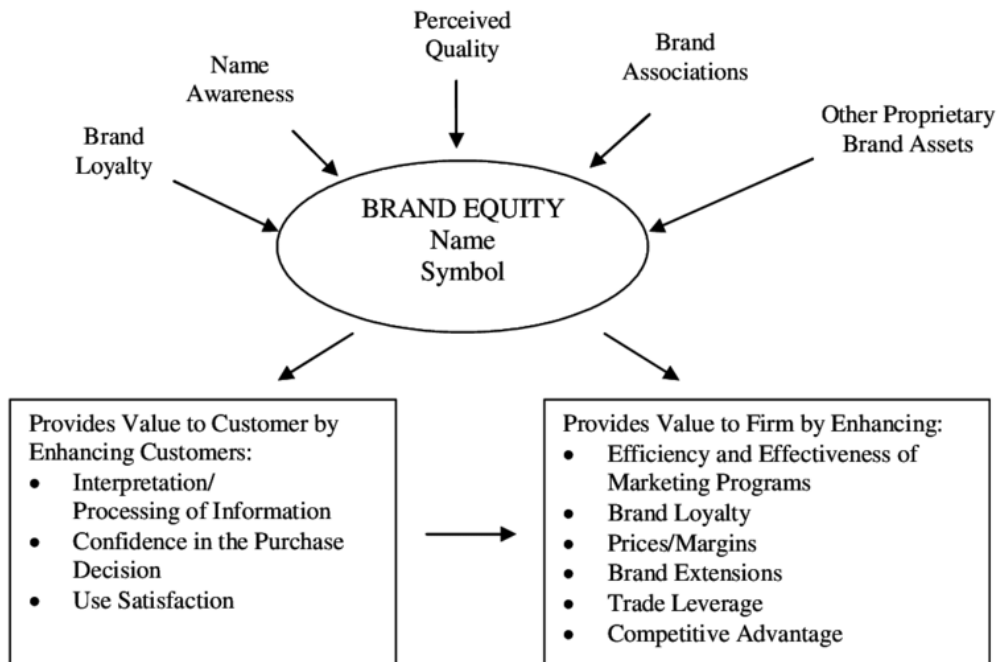 Perceived
Quality
Brand
Associations
Name
Awareness
Other Proprietary
Brand Assets
Brand
Loyalty
BRAND EQUITY
Name
Symbol
Provides Value to Customer by
Enhancing Customers:
• Interpretation/
Processing of Information
• Confidence in the Purchase
Decision
• Use Satisfaction
Provides Value to Firm by Enhancing:
• Efficiency and Effectiveness of
Marketing Programs
• Brand Loyalty
• Prices/Margins
• Brand Extensions
• Trade Leverage
• Competitive Advantage